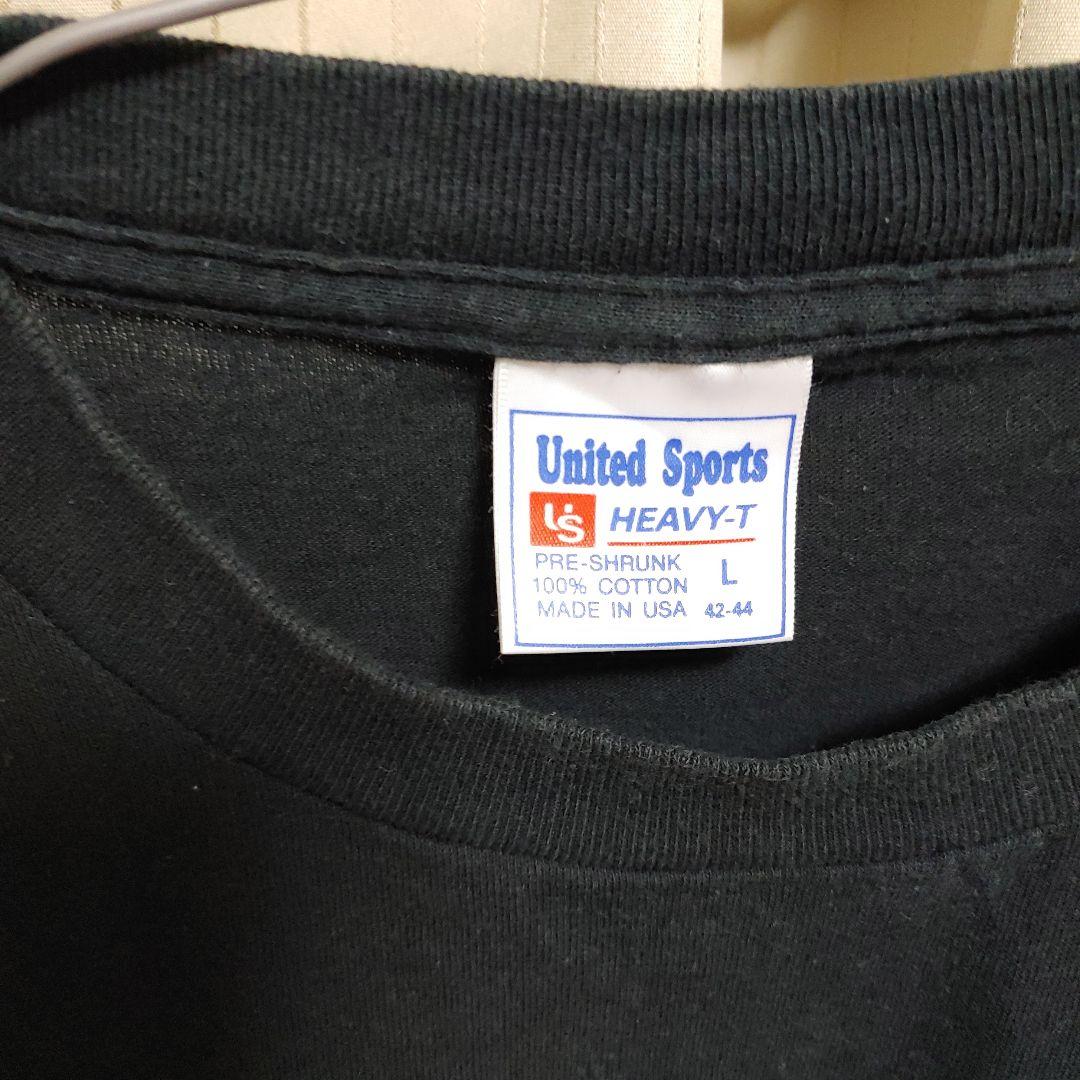 United Sports
US HEAVY-T
PRE-SHRUNK
100% COTTON L
MADE IN USA 42-44